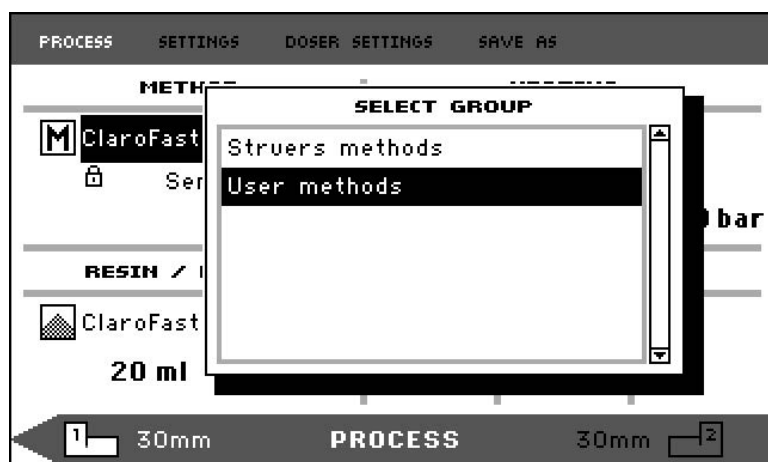 PROCESS SETTINGS DOSER SETTINGS SAVE AS
SELECT GROUP
Struers methods
User methods
ClaroFast
bar
RESIN /
ClaroFast
20 ml
1 30mm PROCESS 30mm 2